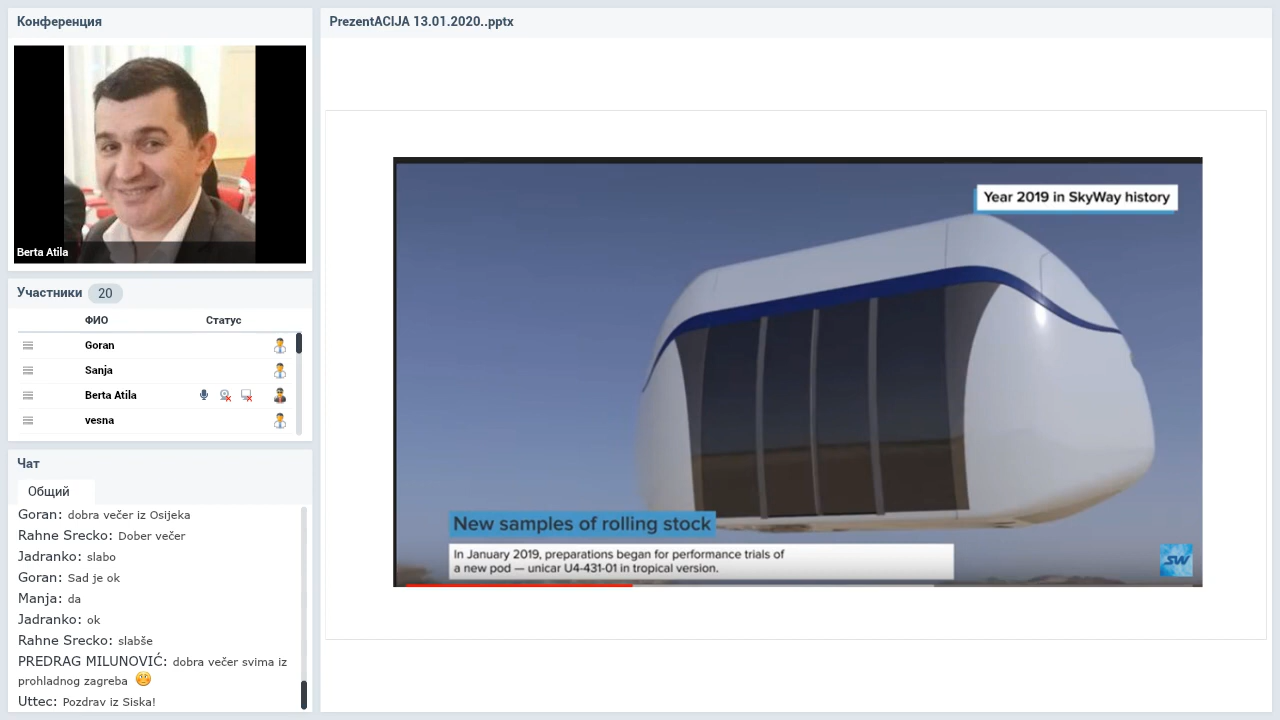 Конференция
Berta Atila
Участники 20
ФИО Статус
Goran
Sanja
Berta Atila
vesna
Чат
Общий
Goran: dobra večer iz Osijeka
Rahne Srecko: Dober večer
Jadranko: slabo
Goran: Sad je ok
Manja: da
Jadranko: ok
Rahne Srecko: slabše
PREDRAG MILUNOVIĆ: dobra večer svima iz
prohladnog zagreba
Uttec: Pozdrav iz Siska!
PrezentACIJA 13.01.2020..pptx
Year 2019 in SkyWay history
New samples of rolling stock
In January 2019, preparations began for performance trials of
a new pod — unicar U4-431-01 in tropical version.
SW